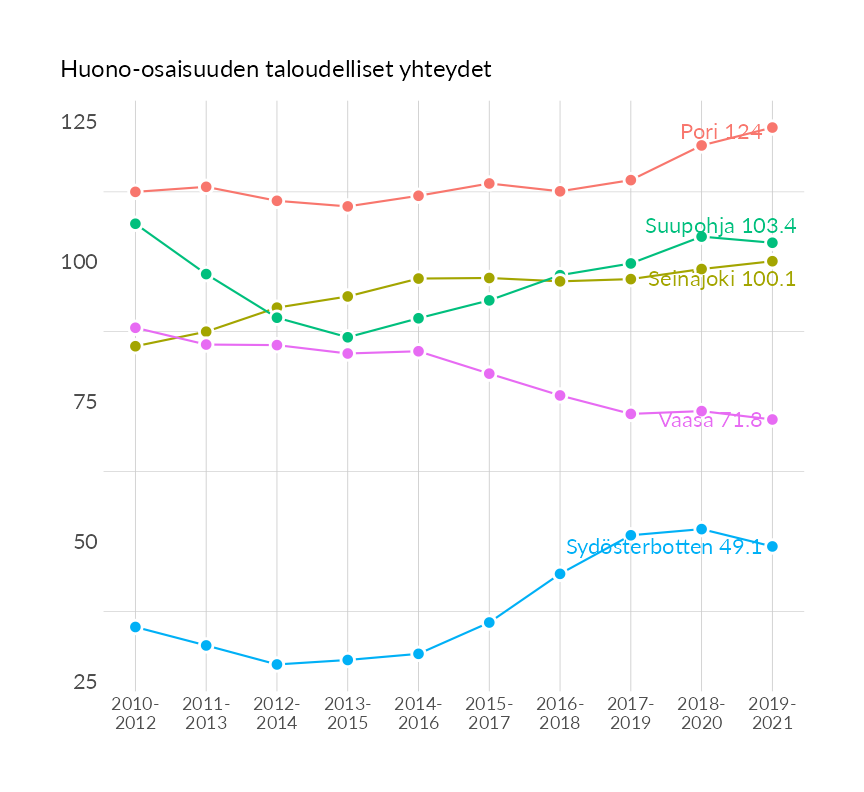 Huono-osaisuuden taloudelliset yhteydet
125
Pori 124
Suupohja 103.4
100
Seinäjoki 100.1
75
Vaasa 71.8
50
Sydösterbotten 49.1
25
2010- 2011- 2012- 2013- 2014- 2015- 2016- 2017- 2018- 2019-
2012 2013 2014 2015 2016 2017 2018 2019 2020 2021